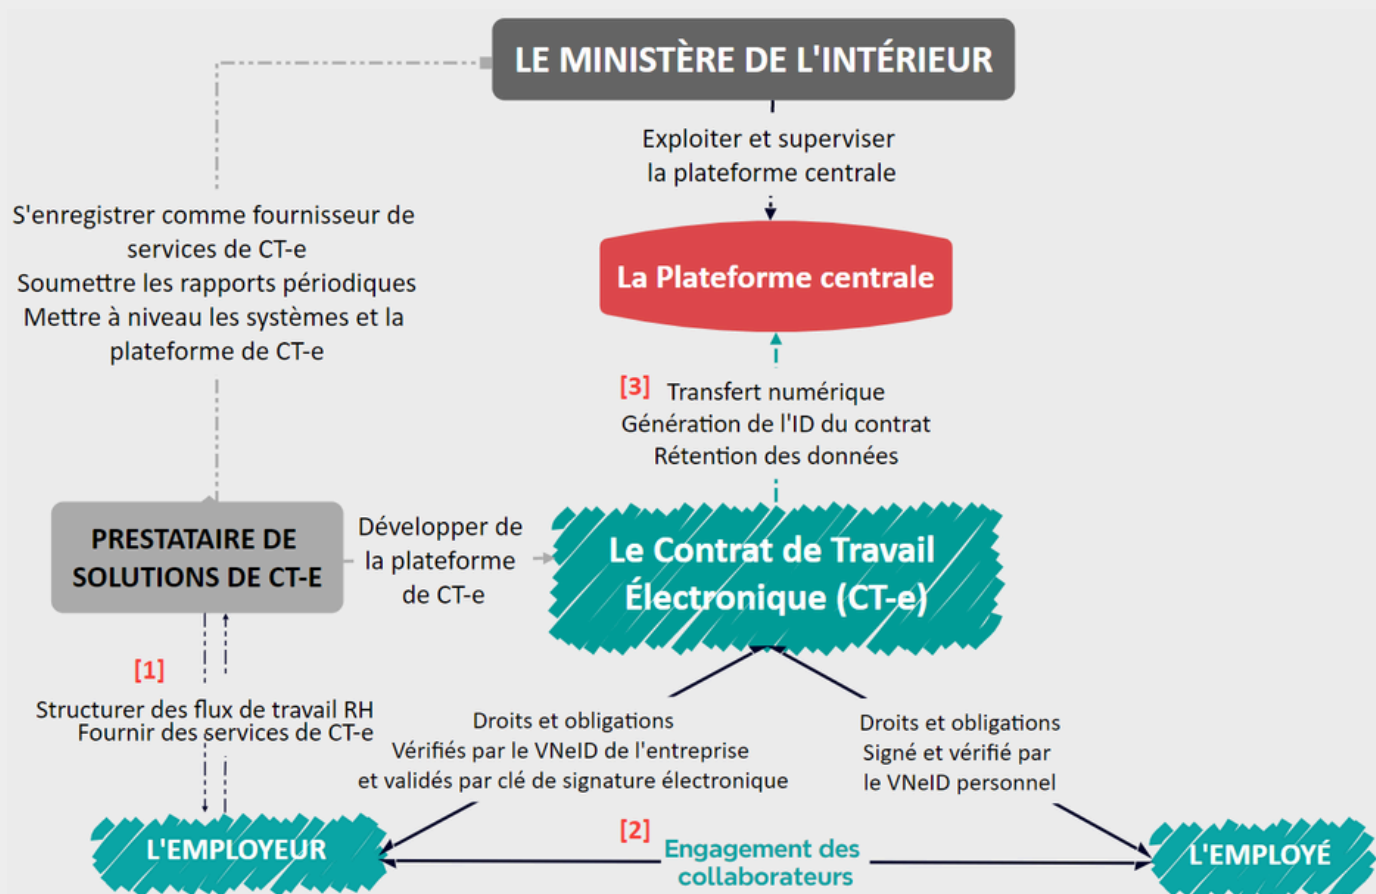 LE MINISTÈRE DE L'INTÉRIEUR
Exploiter et superviser
la plateforme centrale
S'enregistrer comme fournisseur de
services de CT-e
Soumettre les rapports périodiques
Mettre à niveau les systèmes et la
plateforme de CT-e
La Plateforme centrale
[3] Transfert numérique
Génération de l'ID du contrat
Rétention des données
PRESTATAIRE DE
SOLUTIONS DE CT-E
Développer de
la plateforme
de CT-e
Le Contrat de Travail
Électronique (CT-e)
[1]
Structurer des flux de travail RH
Fournir des services de CT-e
Droits et obligations
Vérifiés par le VNeID de l'entreprise
et validés par clé de signature électronique
Droits et obligations
Signé et vérifié par
le VNeID personnel
L'EMPLOYEUR
[2] Engagement des
collaborateurs
L'EMPLOYÉ